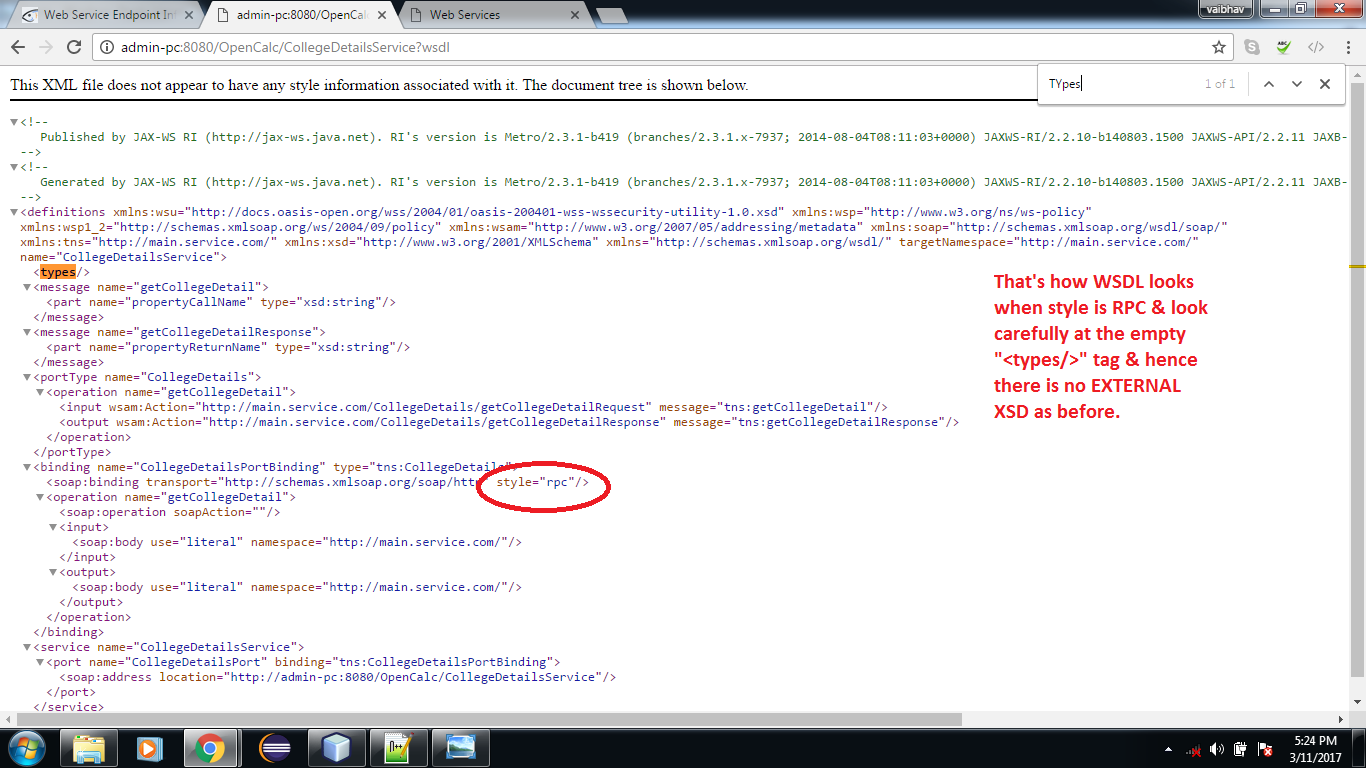 Web Service Endpoint In
admin-pc:8080/OpenCalc
Web Services
vaibhav
admin-pc:8080/OpenCalc/CollegeDetailsService?wsdl
ABC
TYpes
1 of 1
This XML file does not appear to have any style information associated with it. The document tree is shown below.
<!--
Published by JAX-WS RI (http://jax-ws.java.net). RI's version is Metro/2.3.1-b419 (branches/2.3.1.x-7937; 2014-08-04T08:11:03+0000) JAXWS-RI/2.2.10-b140803.1500 JAXWS-API/2.2.11 JAXB-
-->
<!--
Generated by JAX-WS RI (http://jax-ws.java.net). RI's version is Metro/2.3.1-b419 (branches/2.3.1.x-7937; 2014-08-04T08:11:03+0000) JAXWS-RI/2.2.10-b140803.1500 JAXWS-API/2.2.11 JAXB-
-->
<definitions xmlns:wsu="http://docs.oasis-open.org/wss/2004/01/oasis-200401-wss-wssecurity-utility-1.0.xsd" xmlns:wsp="http://www.w3.org/ns/ws-policy"
xmlns:wsp1_2="http://schemas.xmlsoap.org/ws/2004/09/policy" xmlns:wsam="http://www.w3.org/2007/05/addressing/metadata" xmlns:soap="http://schemas.xmlsoap.org/wsdl/soap/"
xmlns:tns="http://main.service.com/" xmlns:xsd="http://www.w3.org/2001/XMLSchema" xmlns="http://schemas.xmlsoap.org/wsdl/" targetNamespace="http://main.service.com/"
name="CollegeDetailsService">
<types/>
<message name="getCollegeDetail">
<part name="propertyCallName" type="xsd:string"/>
</message>
<message name="getCollegeDetailResponse">
<part name="propertyReturnName" type="xsd:string"/>
</message>
<portType name="CollegeDetails">
<operation name="getCollegeDetail">
<input wsam:Action="http://main.service.com/CollegeDetails/getCollegeDetailRequest" message="tns:getCollegeDetail"/>
<output wsam:Action="http://main.service.com/CollegeDetails/getCollegeDetailResponse" message="tns:getCollegeDetailResponse"/>
</operation>
</portType>
<binding name="CollegeDetailsPortBinding" type="tns:CollegeDetails">
<soap:binding transport="http://schemas.xmlsoap.org/soap/http" style="rpc"/>
<operation name="getCollegeDetail">
<soap:operation soapAction=""/>
<input>
<soap:body use="literal" namespace="http://main.service.com/"/>
</input>
<output>
<soap:body use="literal" namespace="http://main.service.com/"/>
</output>
</operation>
</binding>
<service name="CollegeDetailsService">
<port name="CollegeDetailsPort" binding="tns:CollegeDetailsPortBinding">
<soap:address location="http://admin-pc:8080/OpenCalc/CollegeDetailsService"/>
</port>
</service>
That's how WSDL looks
when style is RPC & look
carefully at the empty
"<types/>" tag & hence
there is no EXTERNAL
XSD as before.
5:24 PM
3/11/2017